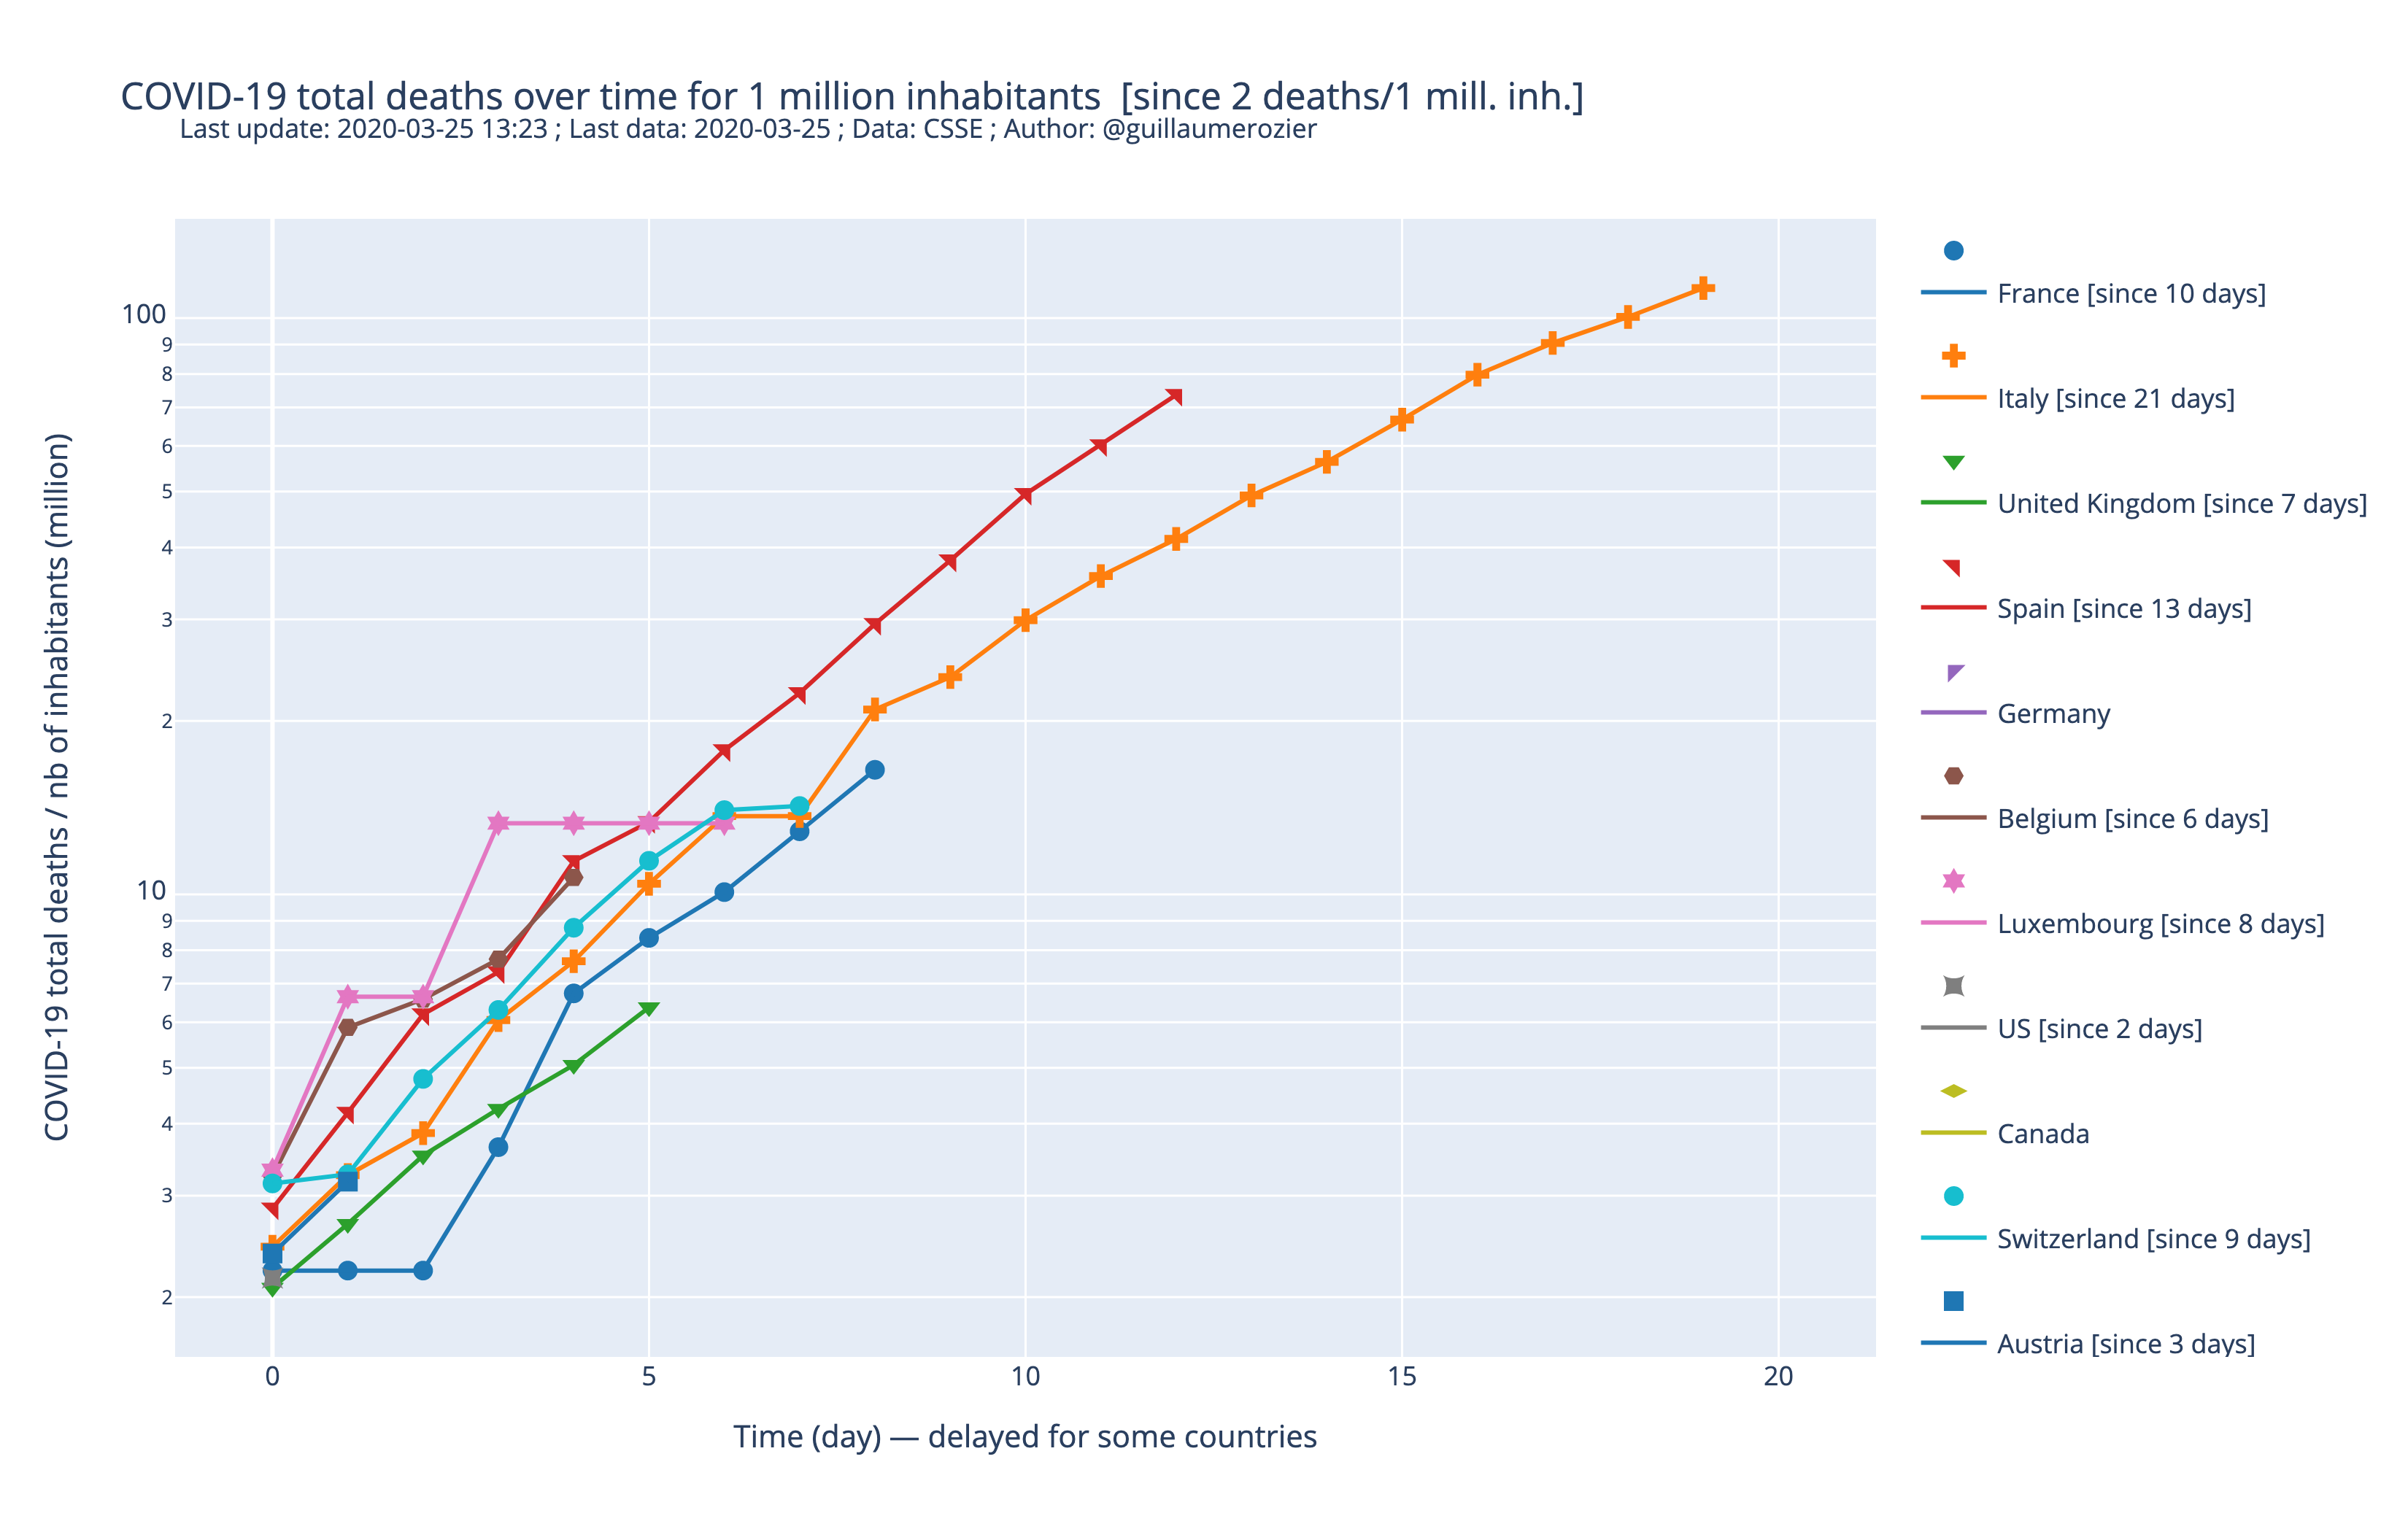 COVID-19 total deaths over time for 1 million inhabitants  [since 2 deaths/1 mill. inh.]
Last update: 2020-03-25 13:23 ; Last data: 2020-03-25 ; Data: CSSE ; Author: @guillaumerozier
COVID-19 total deaths / nb of inhabitants (million)
100
9
8
7
6
5
4
3
2
10
9
8
7
6
5
4
3
2
0 5 10 15 20
Time (day) — delayed for some countries
France [since 10 days]
Italy [since 21 days]
United Kingdom [since 7 days]
Spain [since 13 days]
Germany
Belgium [since 6 days]
Luxembourg [since 8 days]
US [since 2 days]
Canada
Switzerland [since 9 days]
Austria [since 3 days]